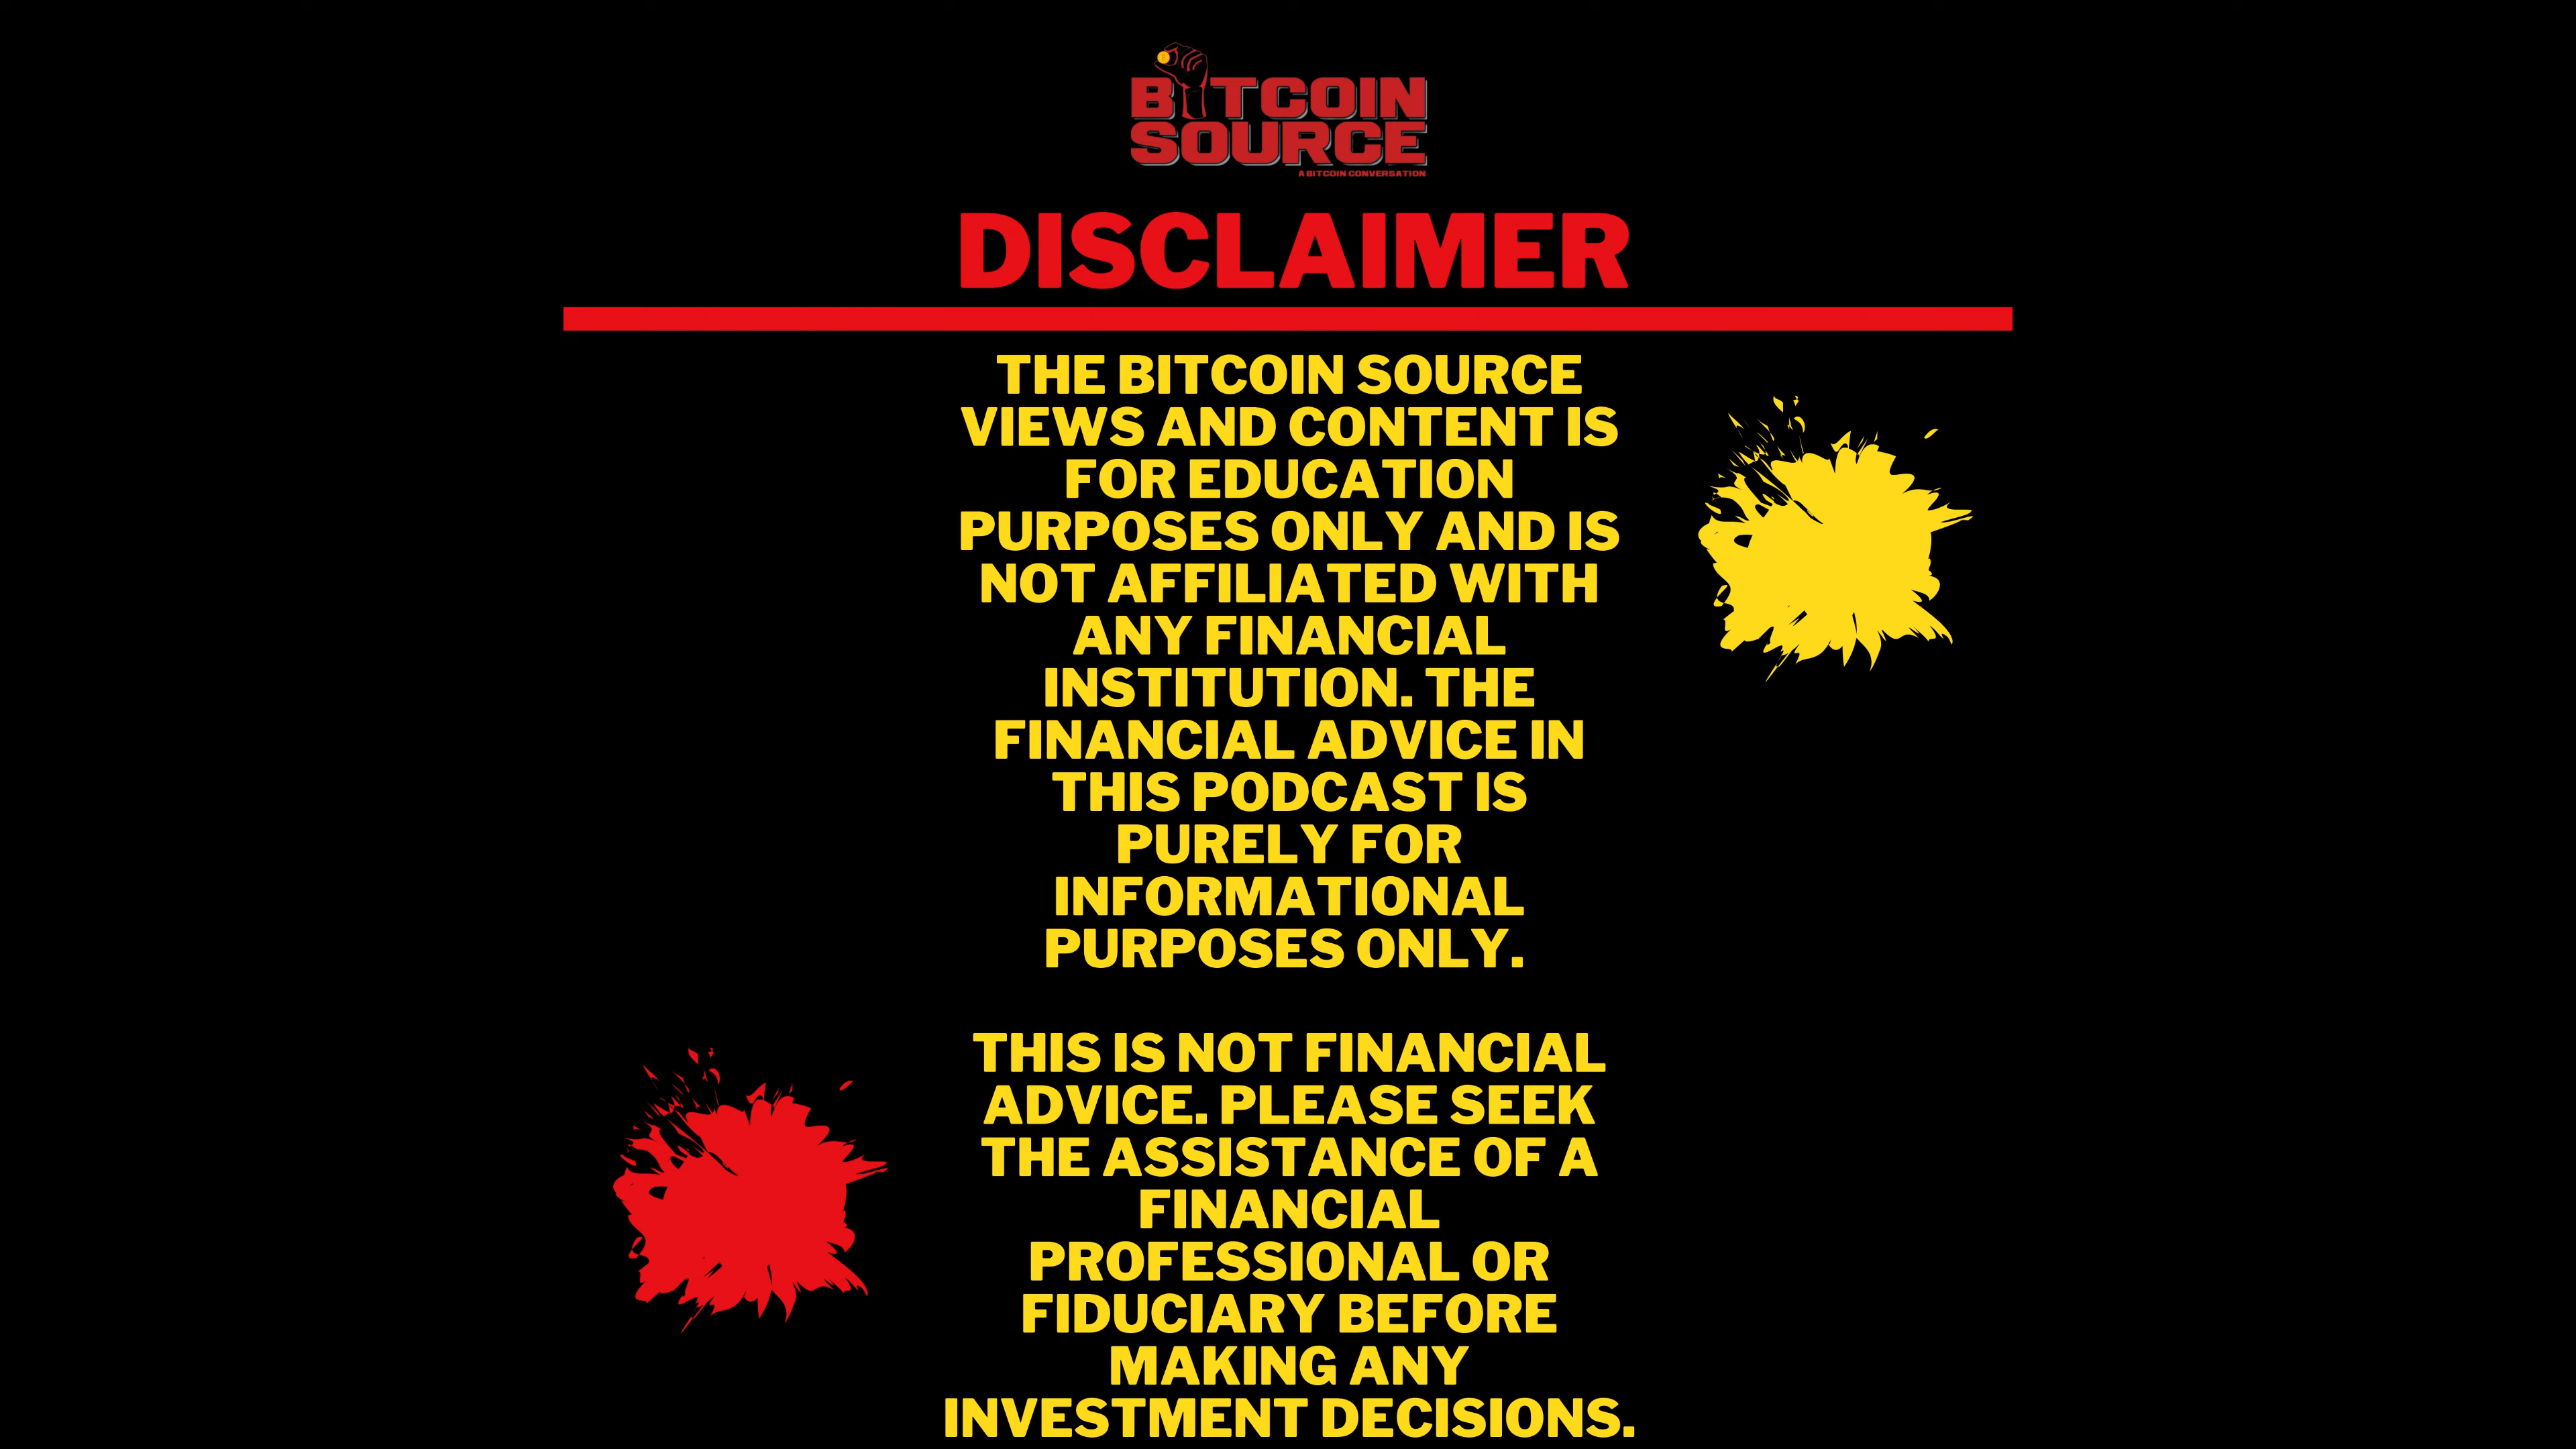 BITCOIN
SOURCE
A BITCOIN CONVERSATION
DISCLAIMER
THE BITCOIN SOURCE
VIEWS AND CONTENT IS
FOR EDUCATION
PURPOSES ONLY AND IS
NOT AFFILIATED WITH
ANY FINANCIAL
INSTITUTION. THE
FINANCIAL ADVICE IN
THIS PODCAST IS
PURELY FOR
INFORMATIONAL
PURPOSES ONLY.
THIS IS NOT FINANCIAL
ADVICE. PLEASE SEEK
THE ASSISTANCE OF A
FINANCIAL
PROFESSIONAL OR
FIDUCIARY BEFORE
MAKING ANY
INVESTMENT DECISIONS.